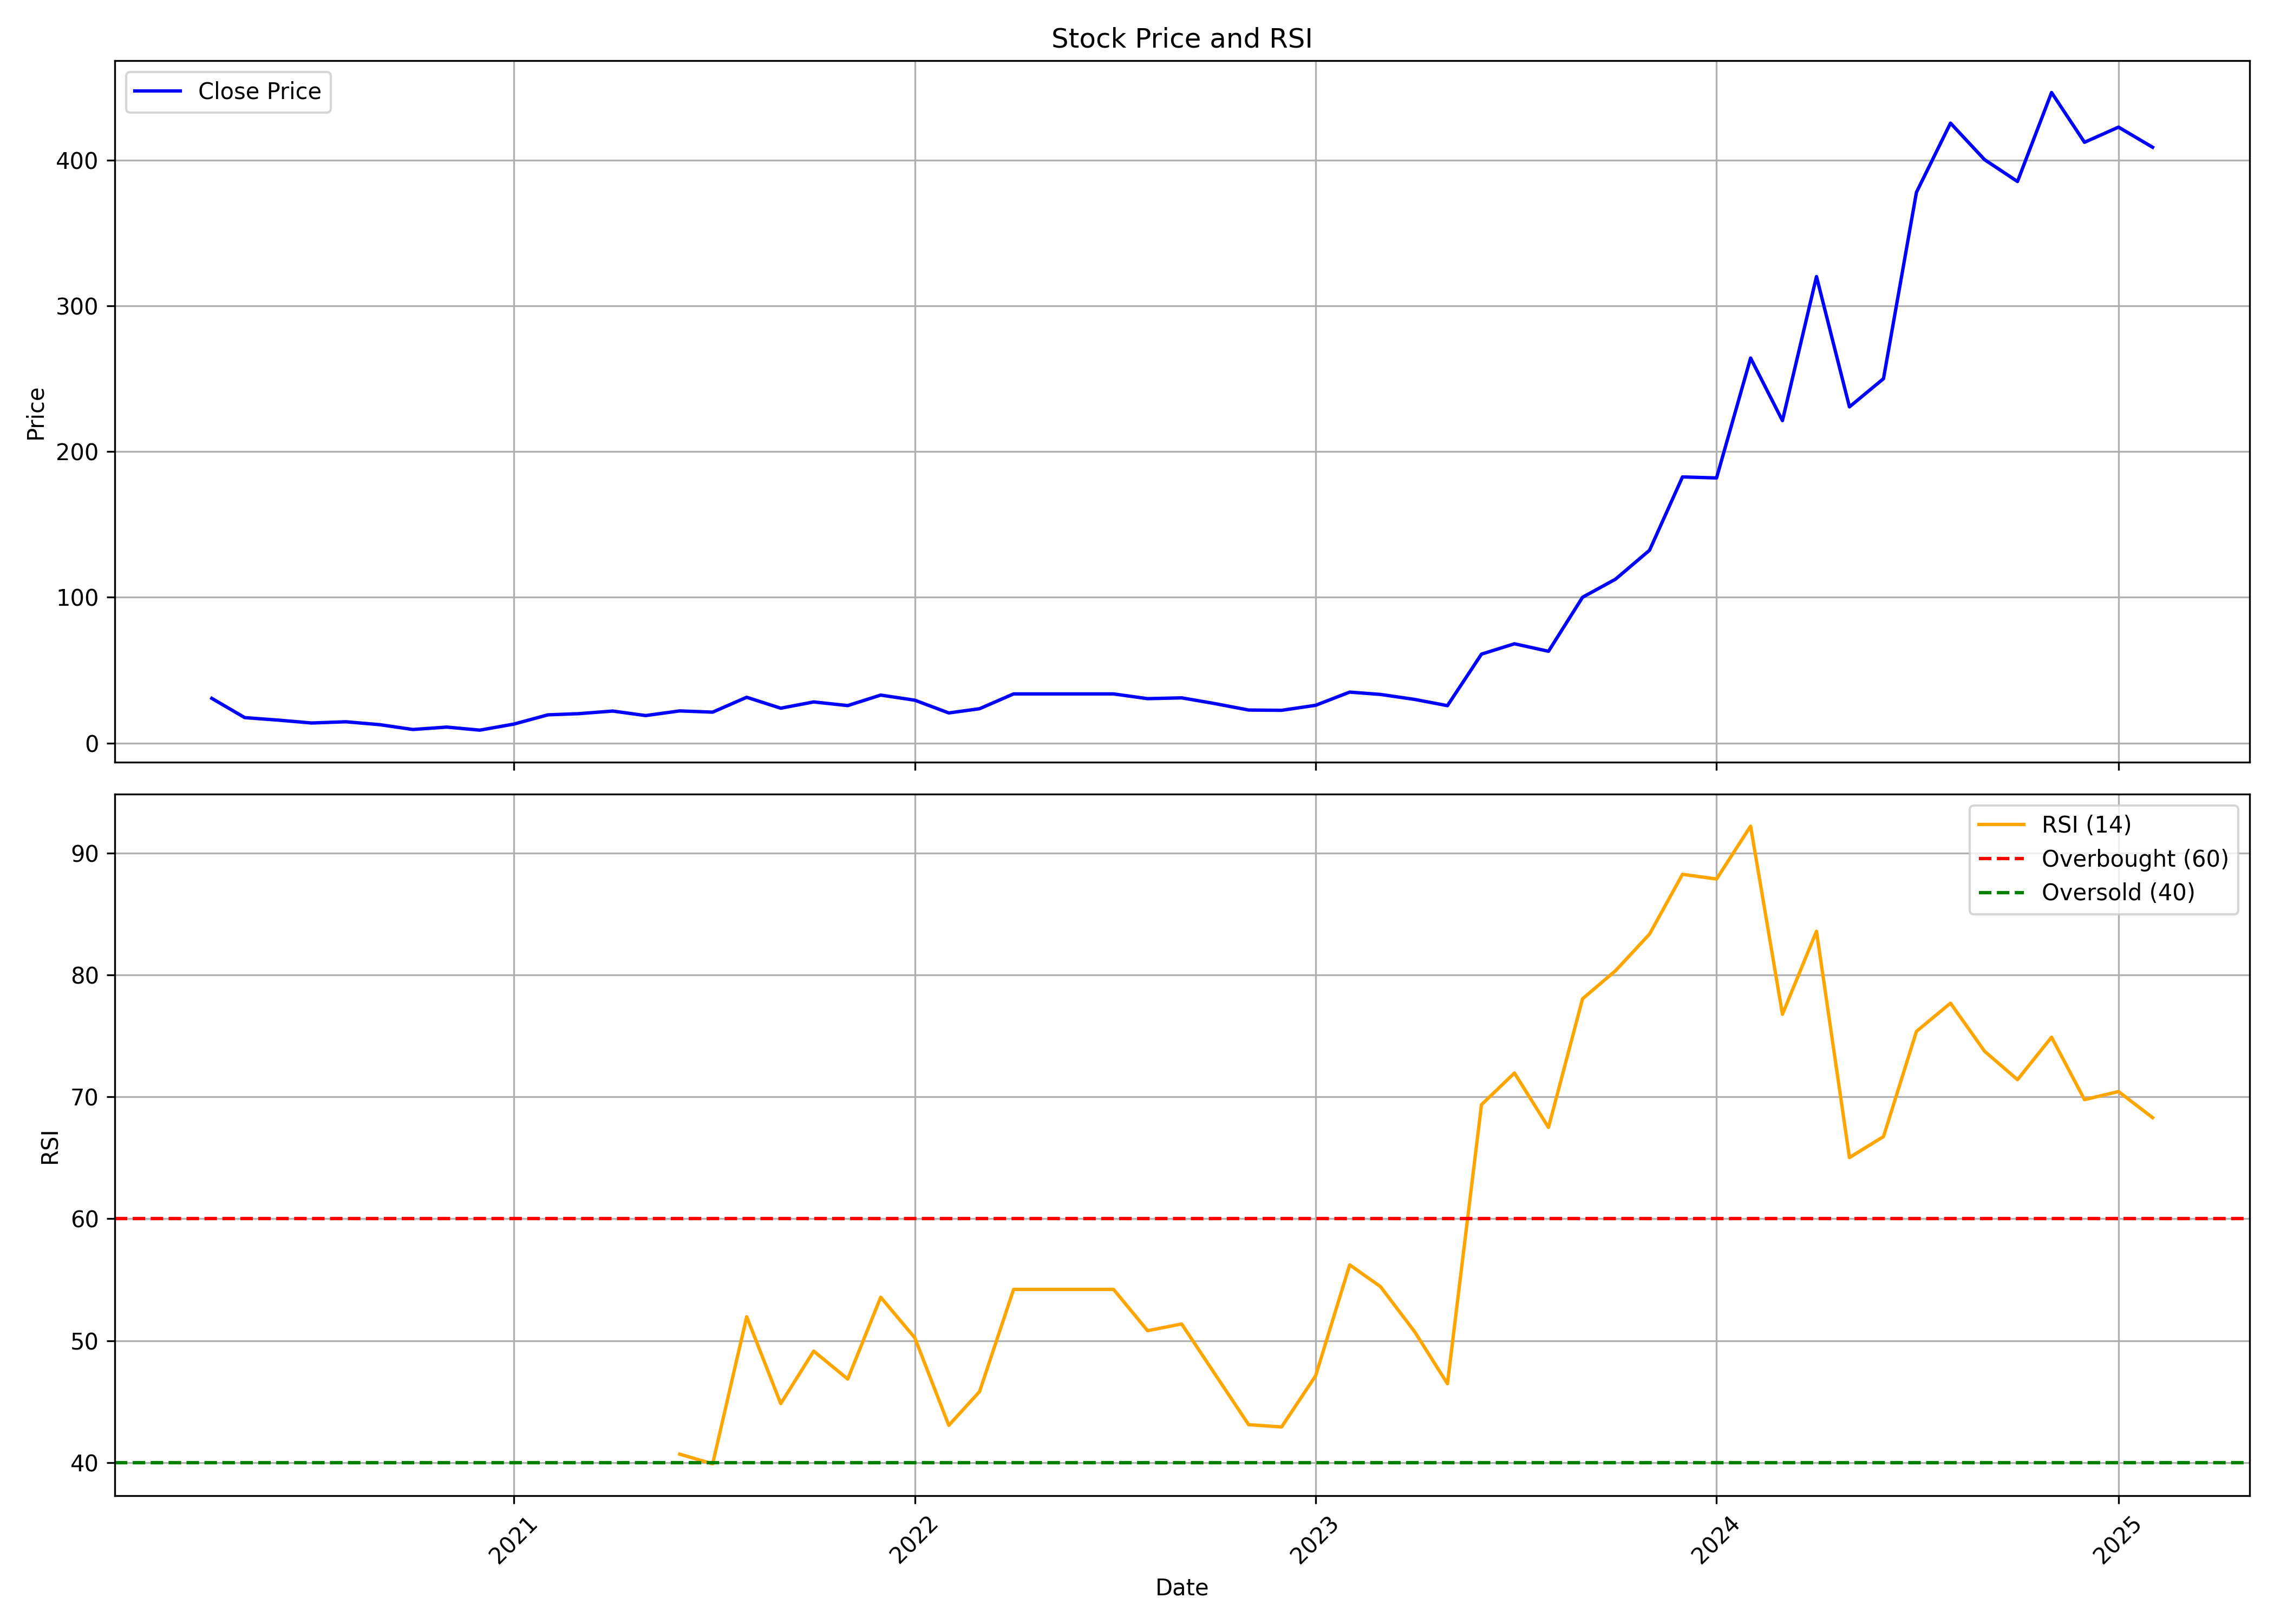 Stock Price and RSI
Close Price
400
300
200
100
0
Price
RSI (14)
Overbought (60)
Oversold (40)
90
80
70
60
50
40
RSI
2021
2022
2023
2024
2025
Date